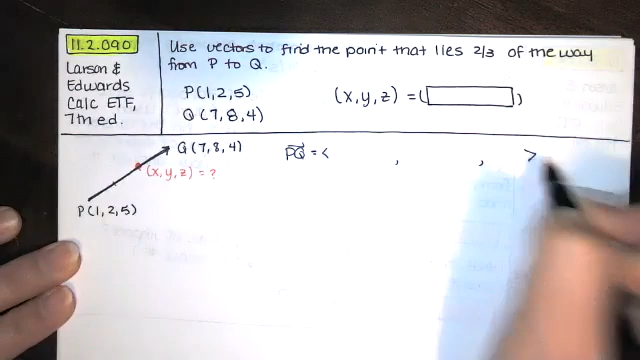 11.2.090
Larson &
Edwards
Calc ETF,
7th ed.
Use vectors to find the point that lies 2/3 of the way
from P to Q.
P(1,2,5)
Q(7,8,4)
(x,y,z) = ( )
Q(7,8,4)
(x,y,z) = ?
P(1,2,5)
PQ = < , , >